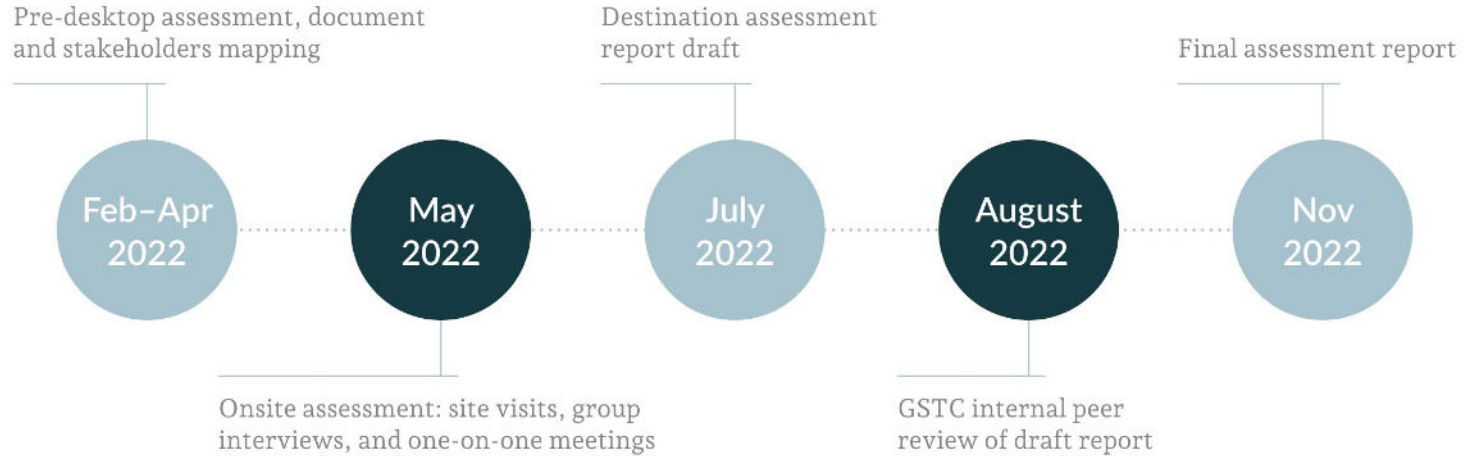 Pre-desktop assessment, document
and stakeholders mapping
Feb–Apr
2022
May
2022
Onsite assessment: site visits, group
interviews, and one-on-one meetings
Destination assessment
report draft
July
2022
August
2022
GSTC internal peer
review of draft report
Final assessment report
Nov
2022